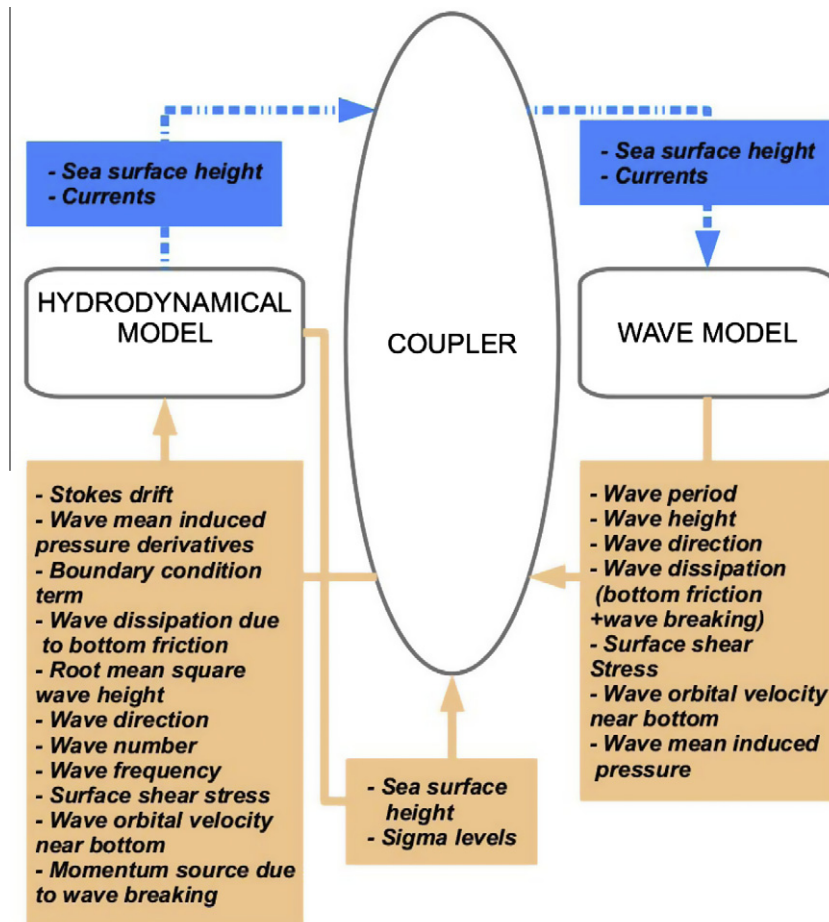 - Sea surface height
- Currents
- Sea surface height
- Currents
HYDRODYNAMICAL
MODEL
COUPLER
WAVE MODEL
- Stokes drift
- Wave mean induced
pressure derivatives
- Boundary condition
term
- Wave dissipation due
to bottom friction
- Root mean square
wave height
- Wave direction
- Wave number
- Wave frequency
- Surface shear stress
- Wave orbital velocity
near bottom
- Momentum source due
to wave breaking
- Sea surface
height
- Sigma levels
- Wave period
- Wave height
- Wave direction
- Wave dissipation
(bottom friction
+wave breaking)
- Surface shear
Stress
- Wave orbital velocity
near bottom
- Wave mean induced
pressure